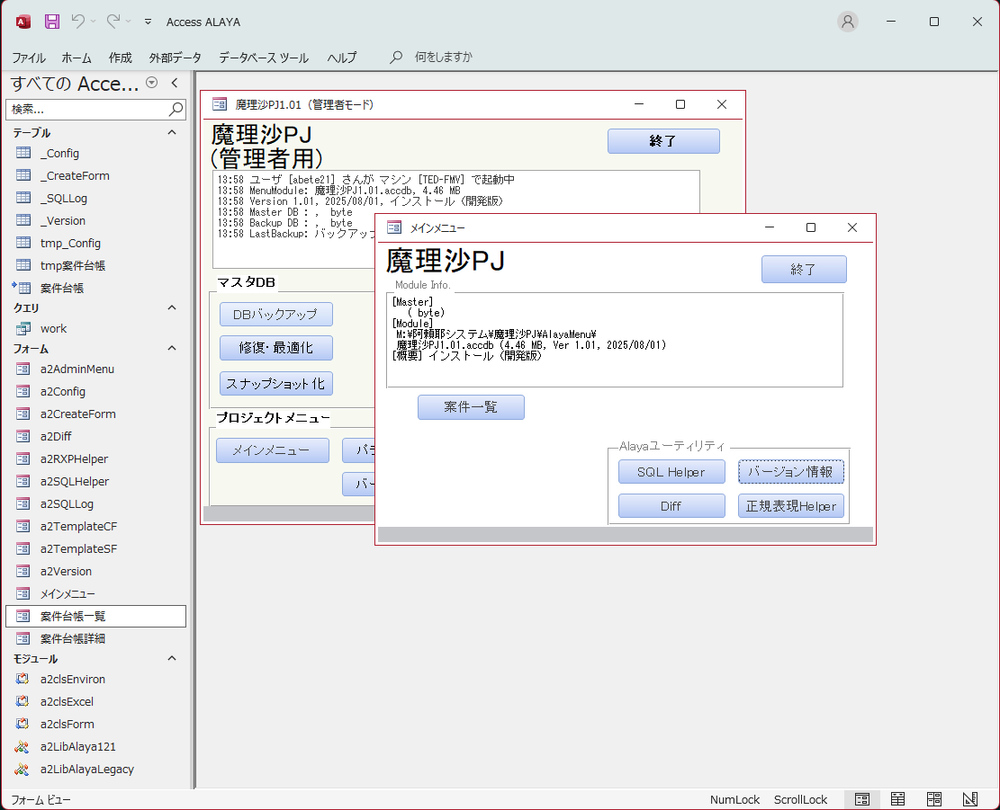 Access ALAYA
ファイル ホーム 作成 外部データ データベース ツール ヘルプ 何をしますか
すべての Acce...
検索...
テーブル
_Config
_CreateForm
_SQLLog
_Version
tmp_Config
tmp案件台帳
案件台帳
クエリ
work
フォーム
a2AdminMenu
a2Config
a2CreateForm
a2Diff
a2RXPHelper
a2SQLHelper
a2SQLLog
a2TemplateCF
a2TemplateSF
a2Version
メインメニュー
案件台帳一覧
案件台帳詳細
モジュール
a2clsEnviron
a2clsExcel
a2clsForm
a2LibAlaya121
a2LibAlayaLegacy
魔理沙PJ1.01（管理者モード）
魔理沙PJ
(管理者用)
終了
13:58 ユーザ [abete21] さんが マシン [TED-FMV] で起動中
13:58 MenuModule: 魔理沙PJ1.01.accdb, 4.46 MB
13:58 Version 1.01, 2025/08/01, インストール（開発版）
13:58 Master DB : , byte
13:58 Backup DB : , byte
13:58 LastBackup: バックアップ
マスタDB
DBバックアップ
修復・最適化
スナップショット化
プロジェクトメニュー
メインメニュー
パラ
バー
メインメニュー
魔理沙PJ
終了
Module Info.
[Master]
( byte)
[Module]
M:¥阿頼耶システム¥魔理沙PJ¥AlayaMenu¥
魔理沙PJ1.01.accdb (4.46 MB, Ver 1.01, 2025/08/01)
[概要] インストール（開発版）
案件一覧
Alayaユーティリティ
SQL Helper
バージョン情報
Diff
正規表現Helper
フォーム ビュー
NumLock ScrollLock